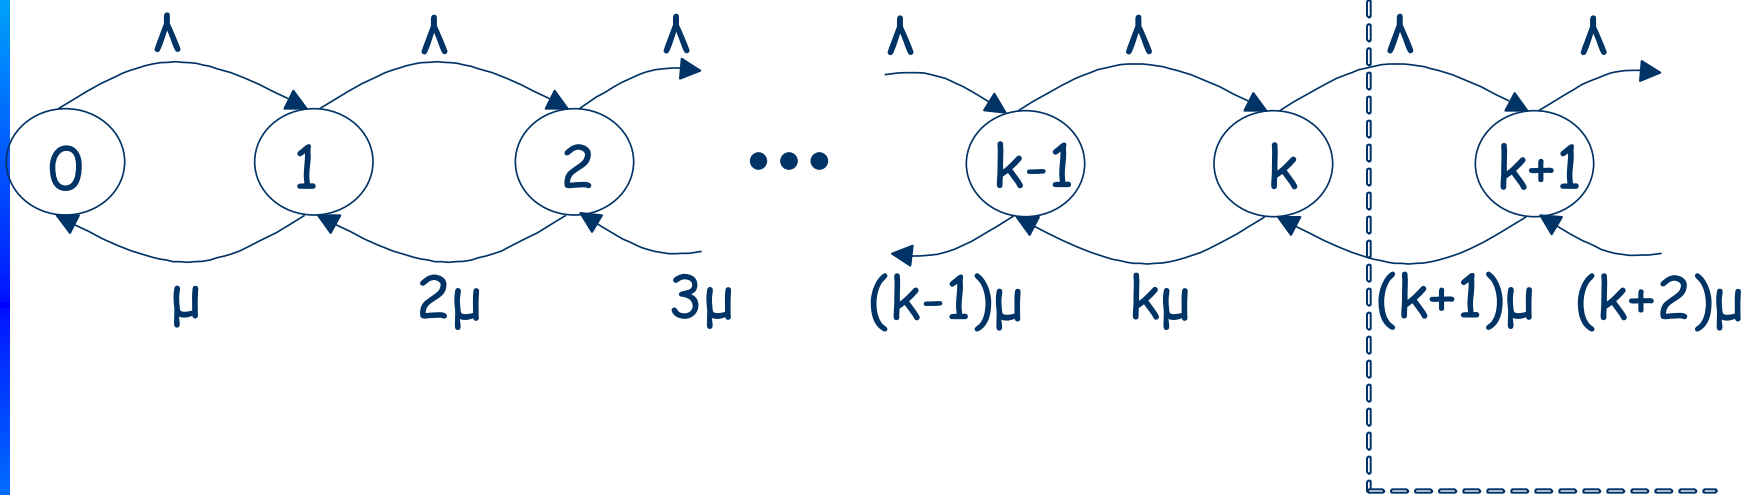 λ λ λ λ λ λ λ
0 1 2 ••• k-1 k k+1
μ 2μ 3μ (k-1)μ kμ (k+1)μ (k+2)μ